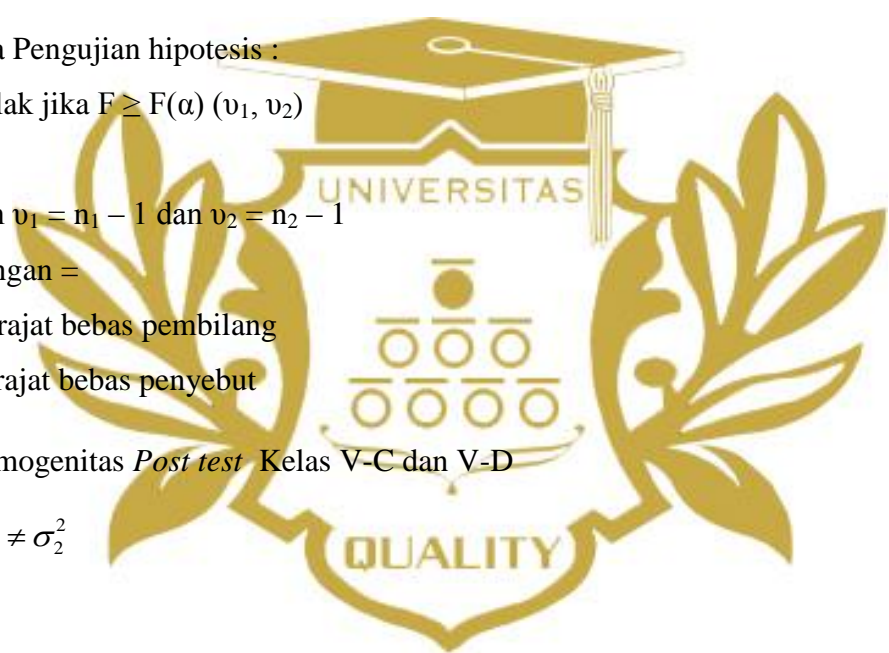 a Pengujian hipotesis :
lak jika F ≥ F(α) (υ₁, υ₂)
UNIVERSITAS
n υ₁ = n₁ – 1 dan υ₂ = n₂ – 1
ngan =
rajat bebas pembilang
rajat bebas penyebut
mogenitas Post test Kelas V-C dan V-D
≠ σ₂²
QUALITY